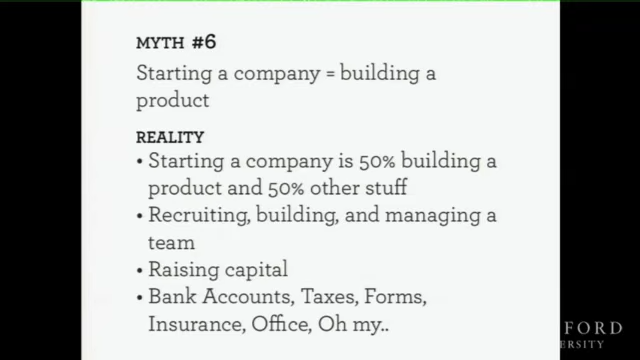 MYTH #6
Starting a company = building a
product
REALITY
• Starting a company is 50% building a
product and 50% other stuff
• Recruiting, building, and managing a
team
• Raising capital
• Bank Accounts, Taxes, Forms,
Insurance, Office, Oh my..
FORD
ERSITY